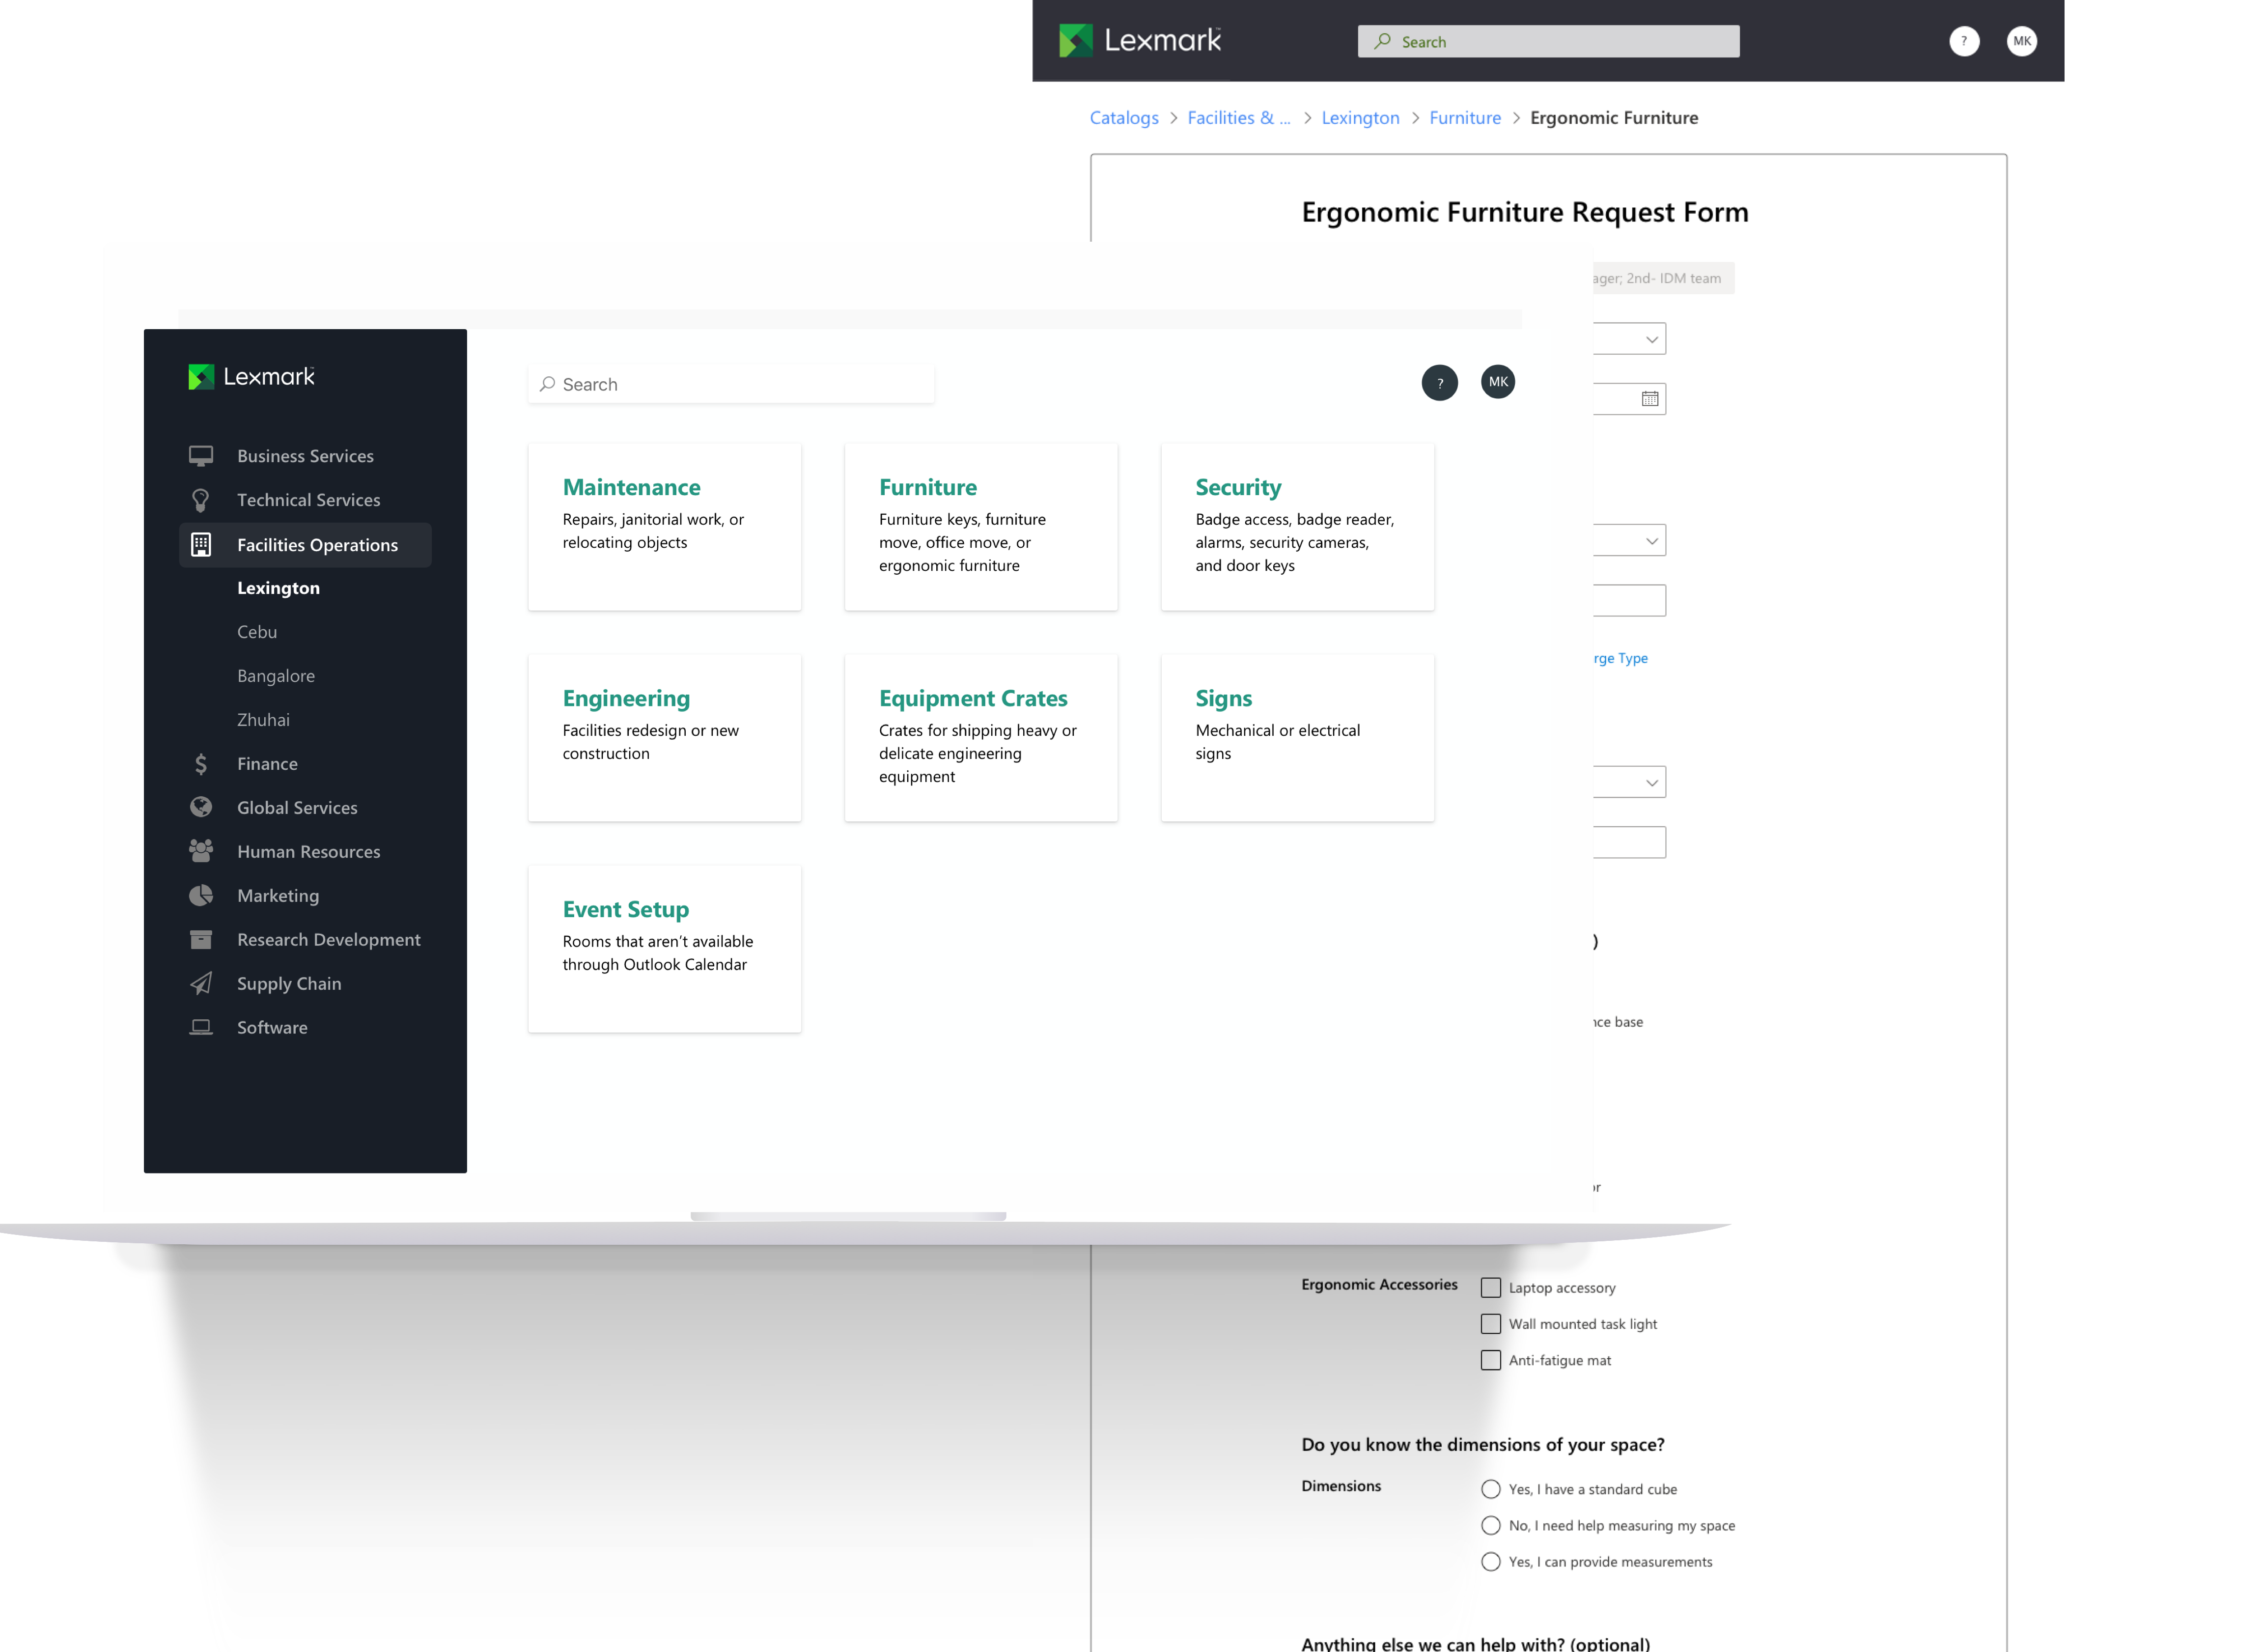 Lexmark
Search
?
MK
Catalogs > Facilities & ... > Lexington > Furniture > Ergonomic Furniture
Ergonomic Furniture Request Form
2nd- IDM team
Type
base
)
Ergonomic Accessories
Laptop accessory
Wall mounted task light
Anti-fatigue mat
Do you know the dimensions of your space?
Dimensions
Yes, I have a standard cube
No, I need help measuring my space
Yes, I can provide measurements
Anything else we can help with? (optional)
Lexmark
Business Services
Technical Services
Facilities Operations
Lexington
Cebu
Bangalore
Zhuhai
Finance
Global Services
Human Resources
Marketing
Research Development
Supply Chain
Software
Search
?
MK
Maintenance
Repairs, janitorial work, or
relocating objects
Furniture
Furniture keys, furniture
move, office move, or
ergonomic furniture
Security
Badge access, badge reader,
alarms, security cameras,
and door keys
Engineering
Facilities redesign or new
construction
Equipment Crates
Crates for shipping heavy or
delicate engineering
equipment
Signs
Mechanical or electrical
signs
Event Setup
Rooms that aren't available
through Outlook Calendar